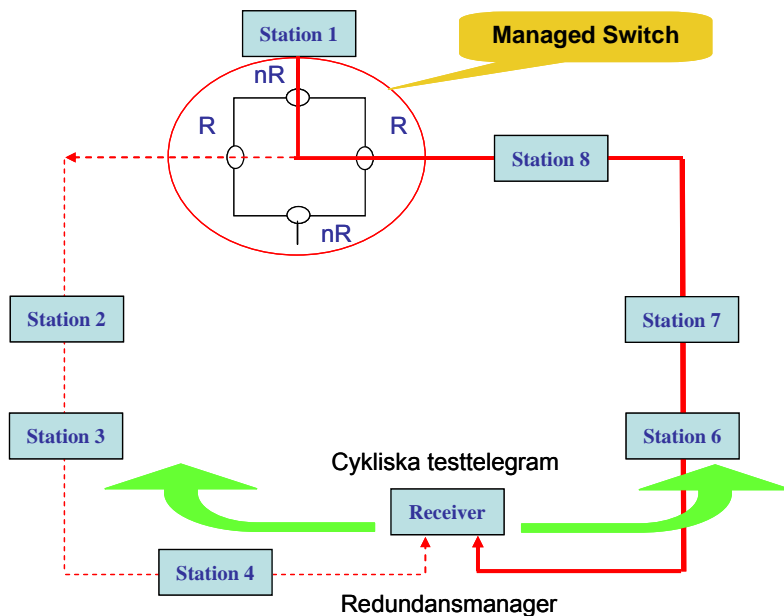 Station 1
Managed Switch
nR
R
R
Station 8
nR
Station 2
Station 7
Station 3
Station 6
Cykliska testtelegram
Receiver
Station 4
Redundansmanager